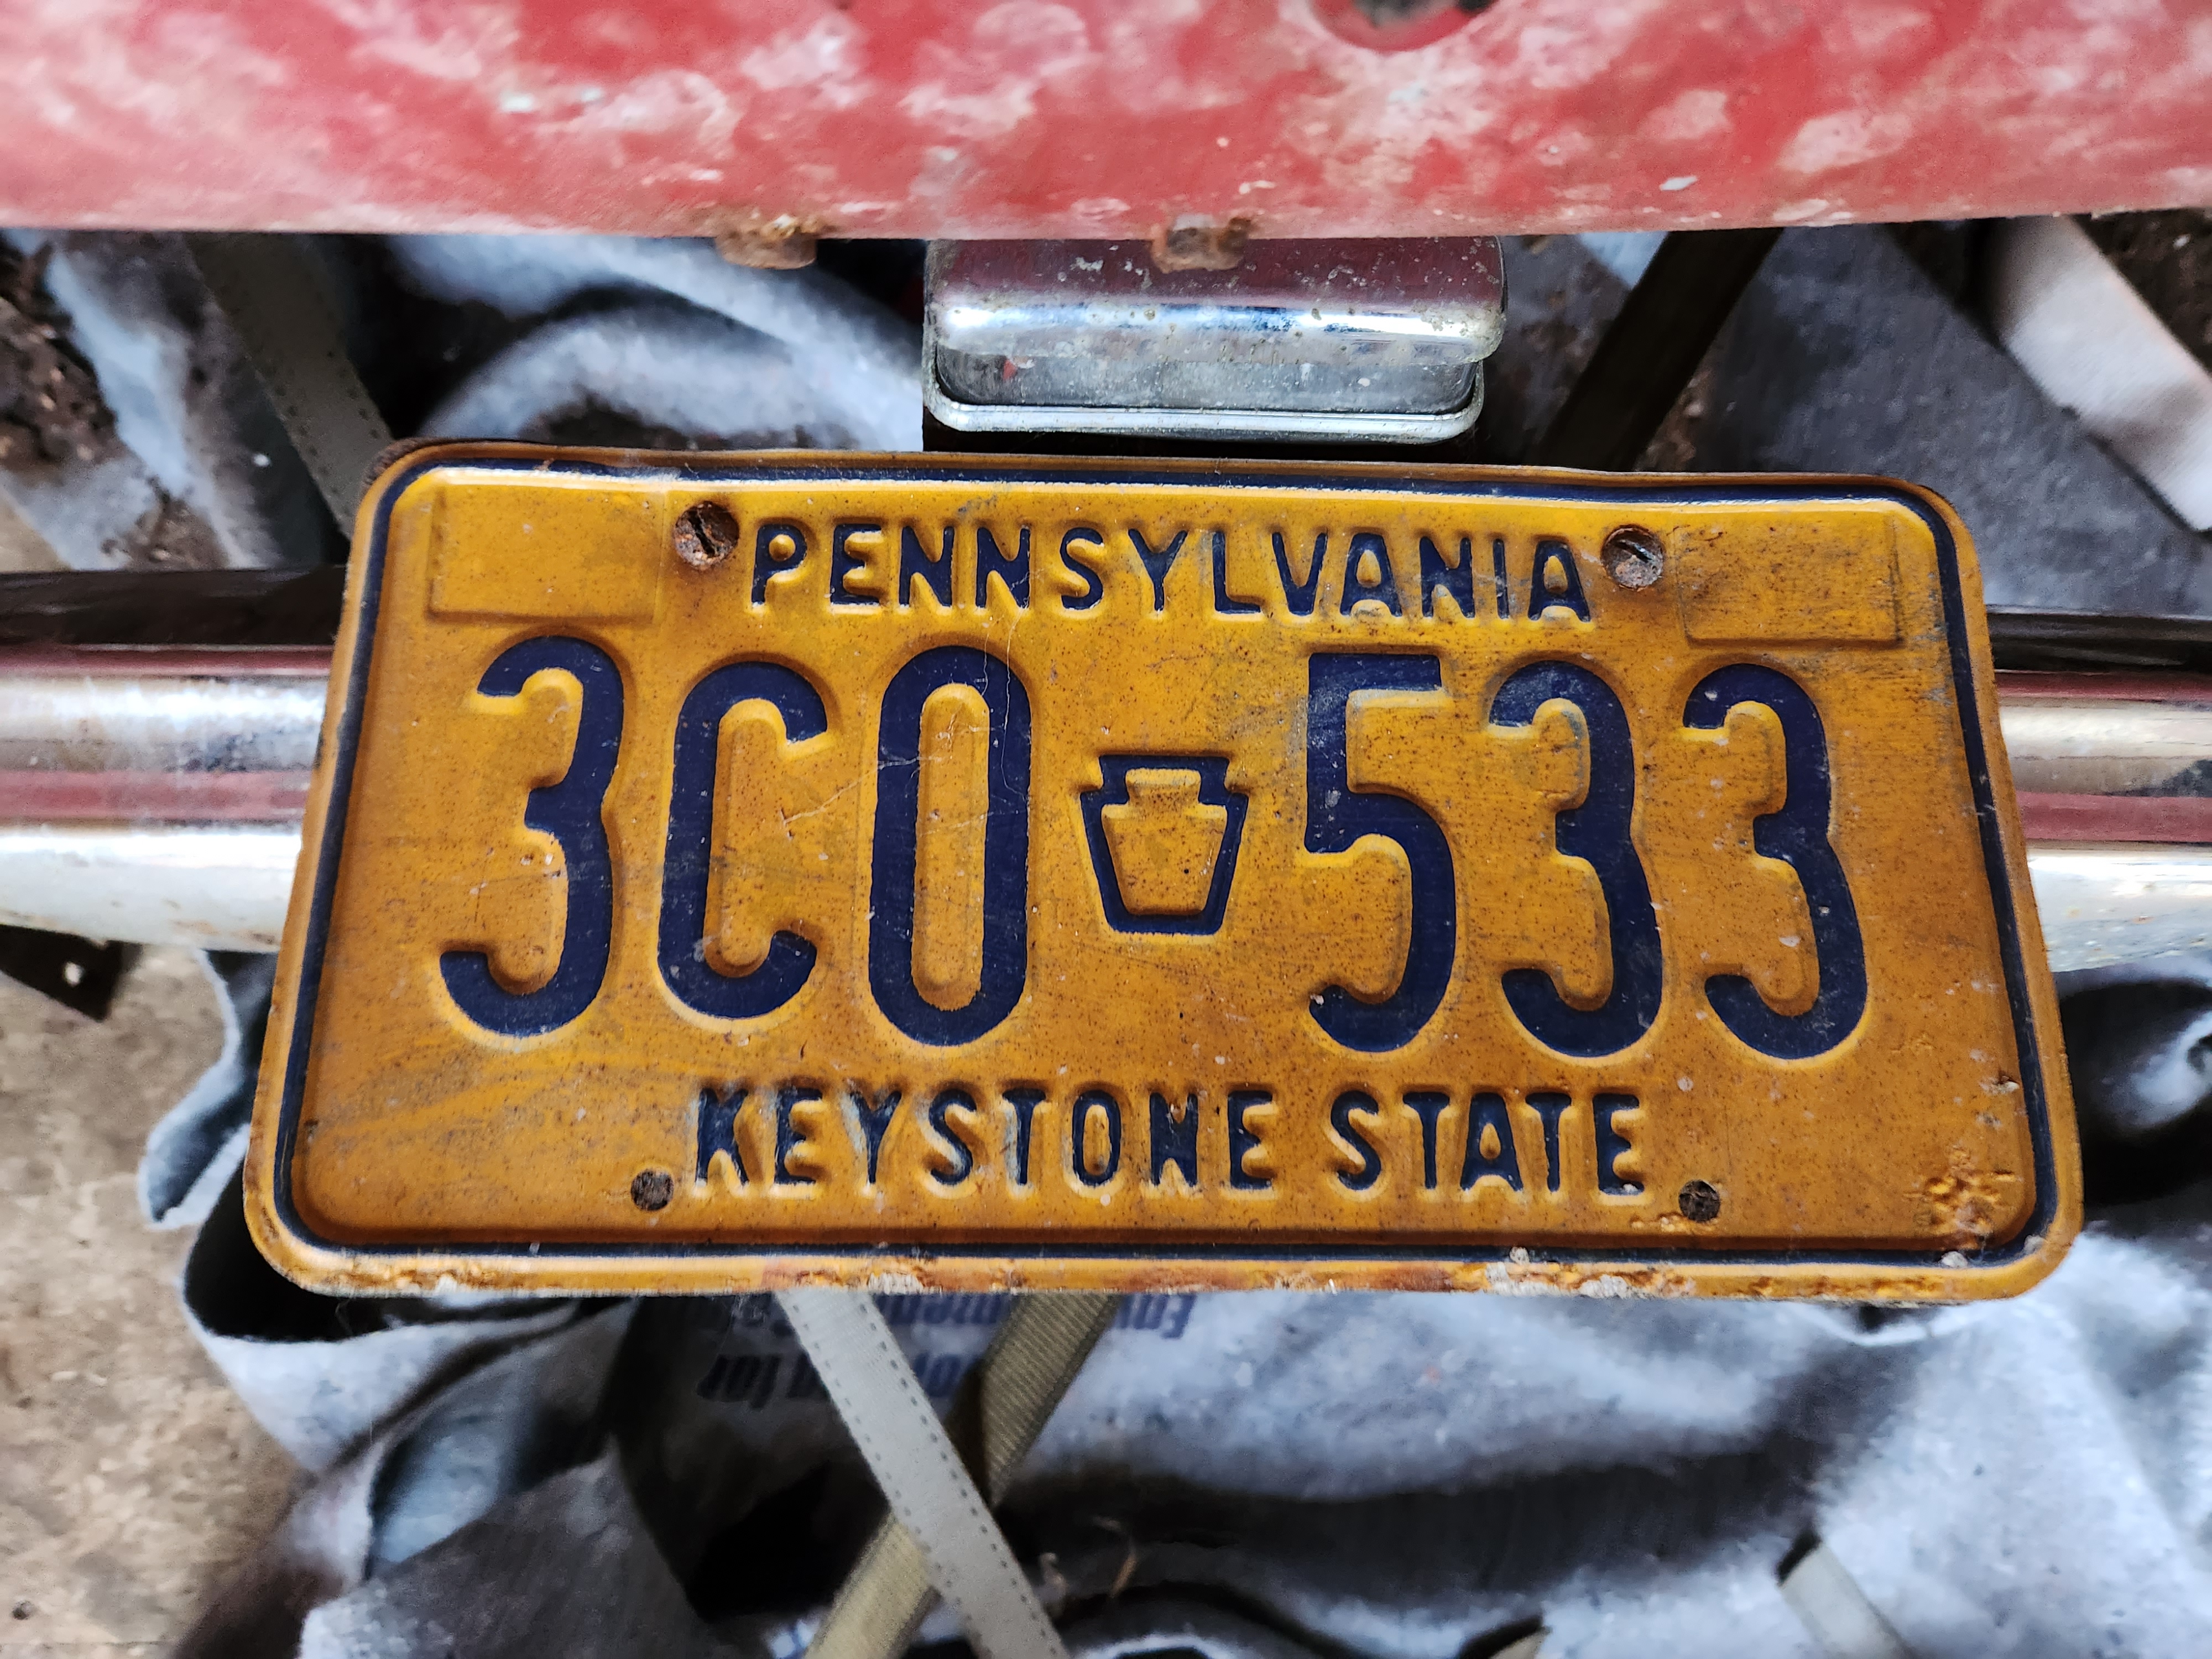 PENNSYLVANIA
3C0 533
KEYSTONE STATE